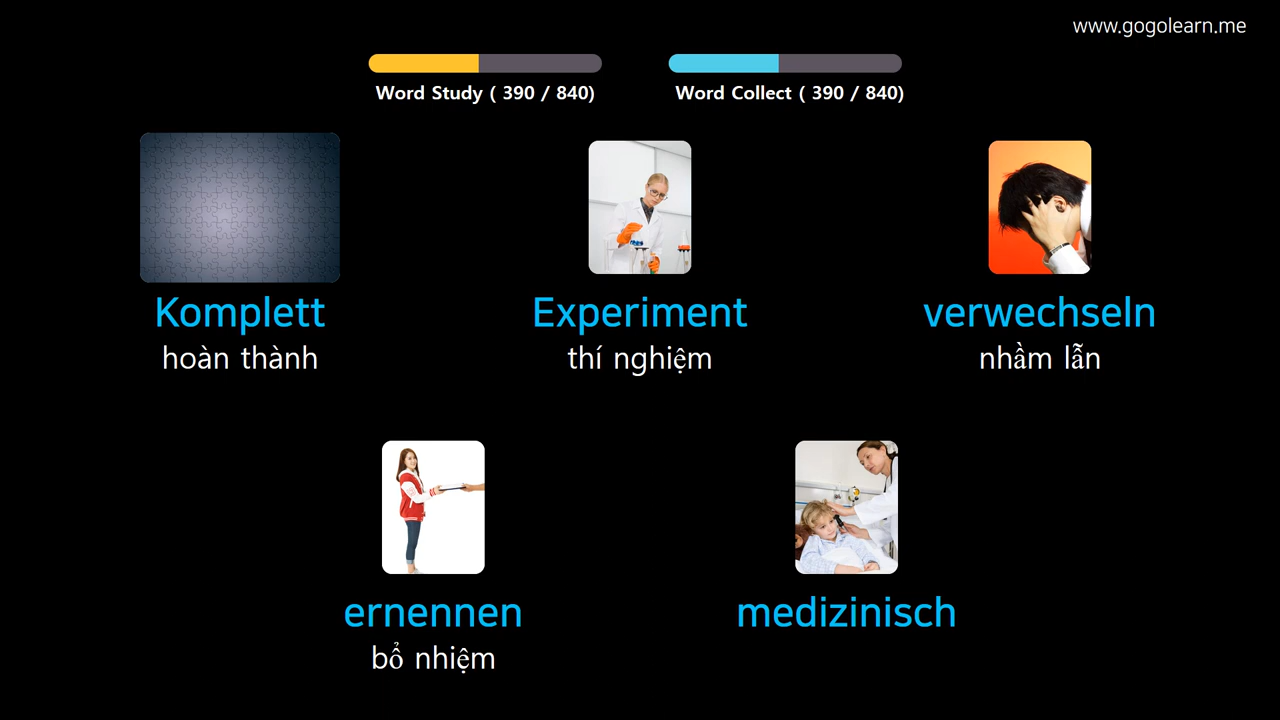 www.gogolearn.me
Word Study ( 390 / 840)
Word Collect ( 390 / 840)
Komplett
hoàn thành
Experiment
thí nghiệm
verwechseln
nhầm lẫn
ernennen
bổ nhiệm
medizinisch